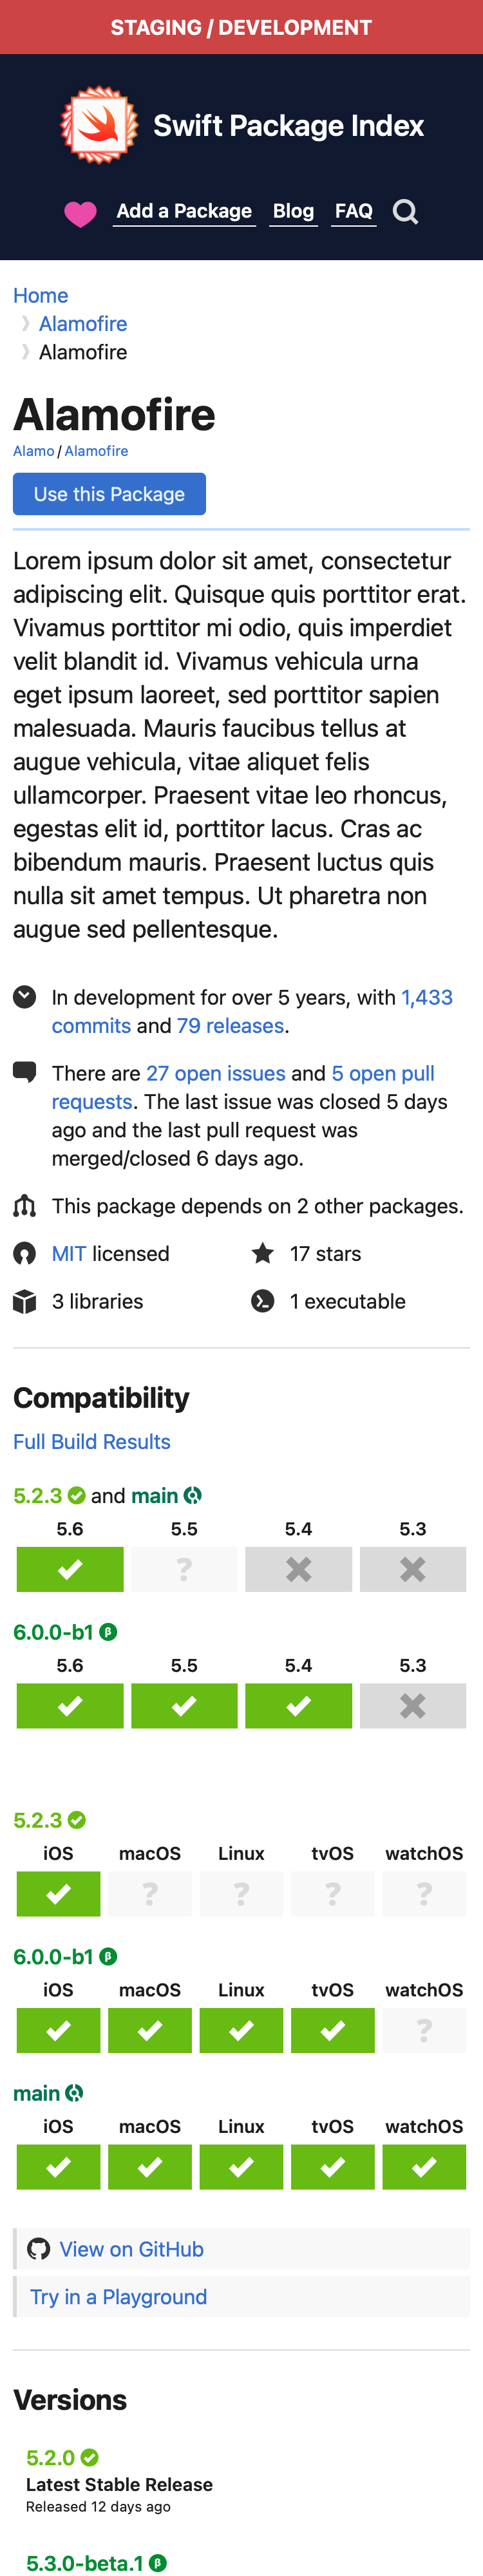 STAGING / DEVELOPMENT
Swift Package Index
Add a Package Blog FAQ
Home
Alamofire
Alamofire
Alamofire
Alamo / Alamofire
Use this Package
Lorem ipsum dolor sit amet, consectetur
adipiscing elit. Quisque quis porttitor erat.
Vivamus porttitor mi odio, quis imperdiet
velit blandit id. Vivamus vehicula urna
eget ipsum laoreet, sed porttitor sapien
malesuada. Mauris faucibus tellus at
augue vehicula, vitae aliquet felis
ullamcorper. Praesent vitae leo rhoncus,
egestas elit id, porttitor lacus. Cras ac
bibendum mauris. Praesent luctus quis
nulla sit amet tempus. Ut pharetra non
augue sed pellentesque.
In development for over 5 years, with 1,433
commits and 79 releases.
There are 27 open issues and 5 open pull
requests. The last issue was closed 5 days
ago and the last pull request was
merged/closed 6 days ago.
This package depends on 2 other packages.
MIT licensed 17 stars
3 libraries 1 executable
Compatibility
Full Build Results
5.2.3 and main
5.6 5.5 5.4 5.3
?
6.0.0-b1 β
5.6 5.5 5.4 5.3
5.2.3
iOS macOS Linux tvOS watchOS
? ? ? ?
6.0.0-b1 β
iOS macOS Linux tvOS watchOS
?
main
iOS macOS Linux tvOS watchOS
View on GitHub
Try in a Playground
Versions
5.2.0
Latest Stable Release
Released 12 days ago
5.3.0-beta.1 β